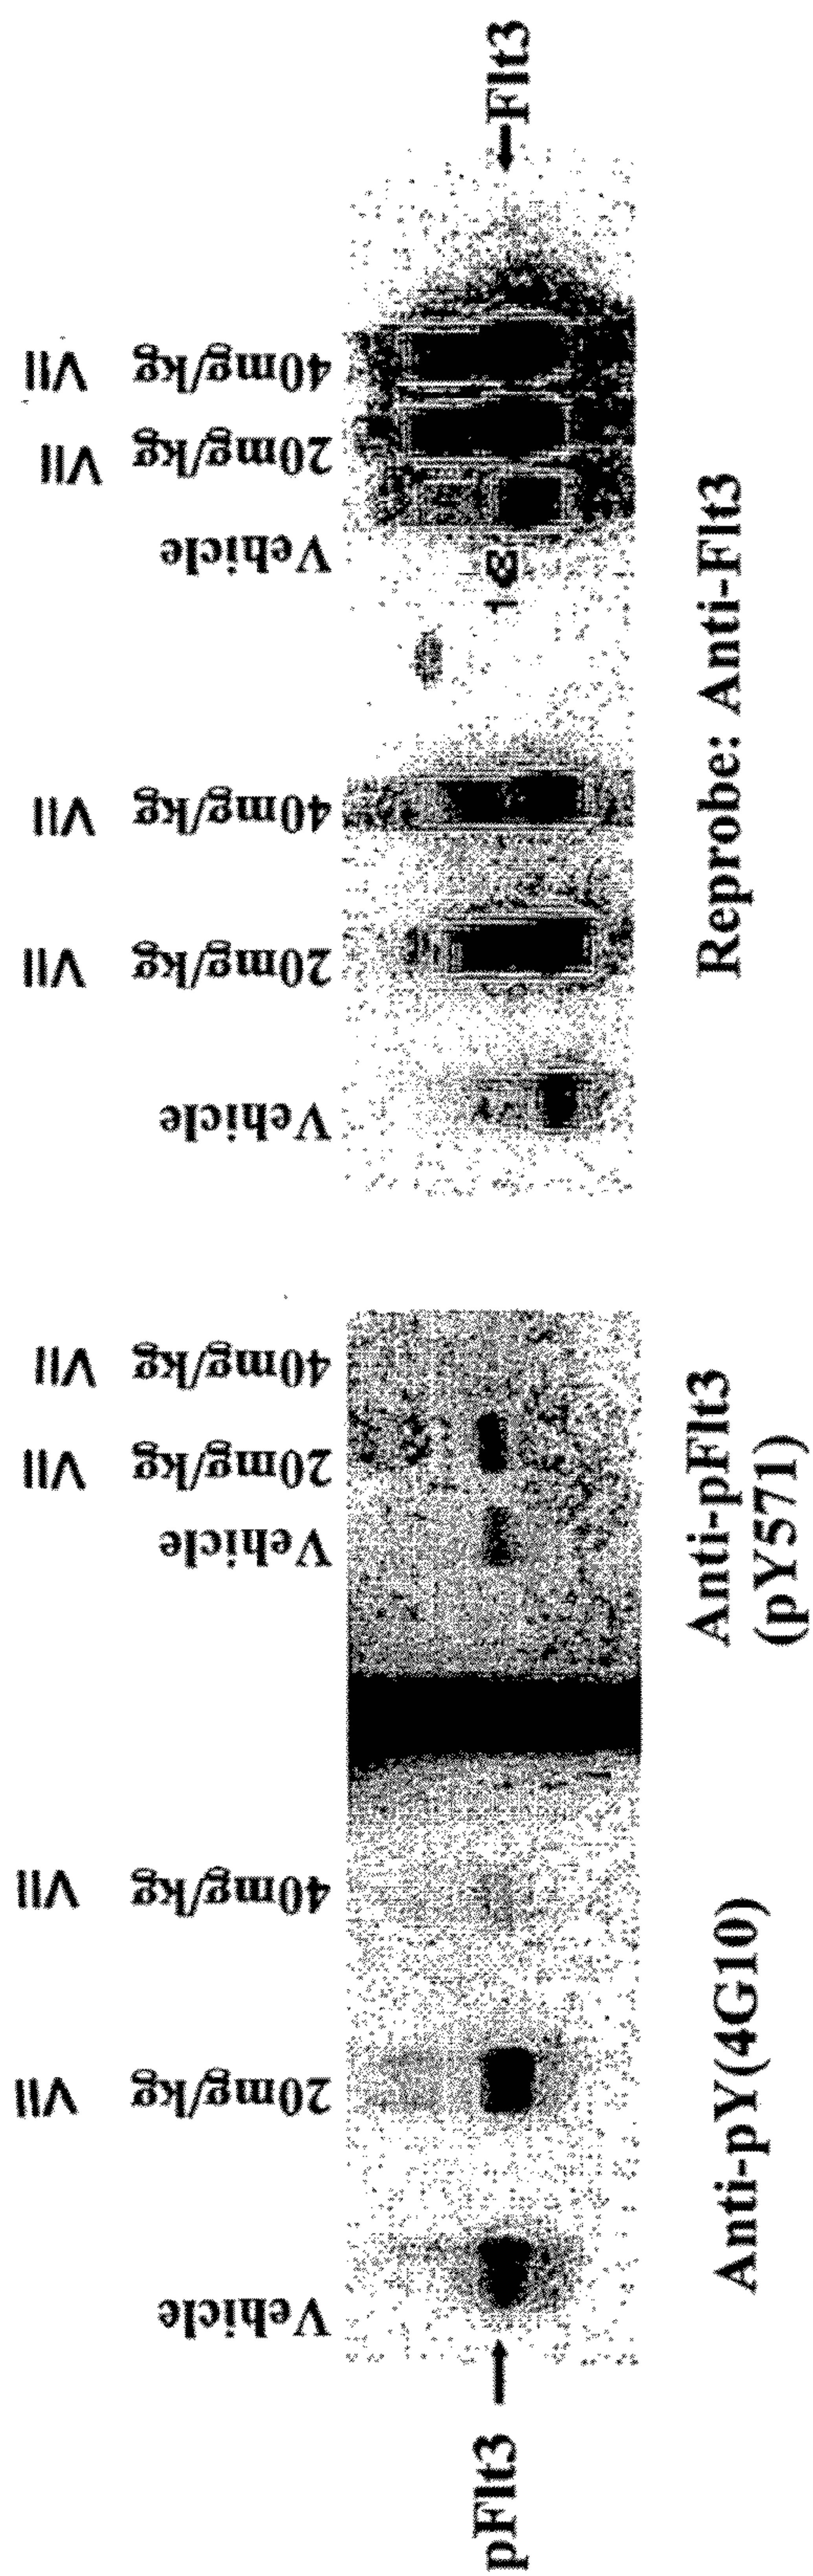 Vehicle
20mg/kg VII
40mg/kg VII
Vehicle
20mg/kg VII
40mg/kg VII
Vehicle
20mg/kg VII
40mg/kg VII
Vehicle
20mg/kg VII
40mg/kg VII
pFlt3
Flt3
Anti-pY(4G10)
Anti-pFlt3
(pY571)
Reprobe: Anti-Flt3